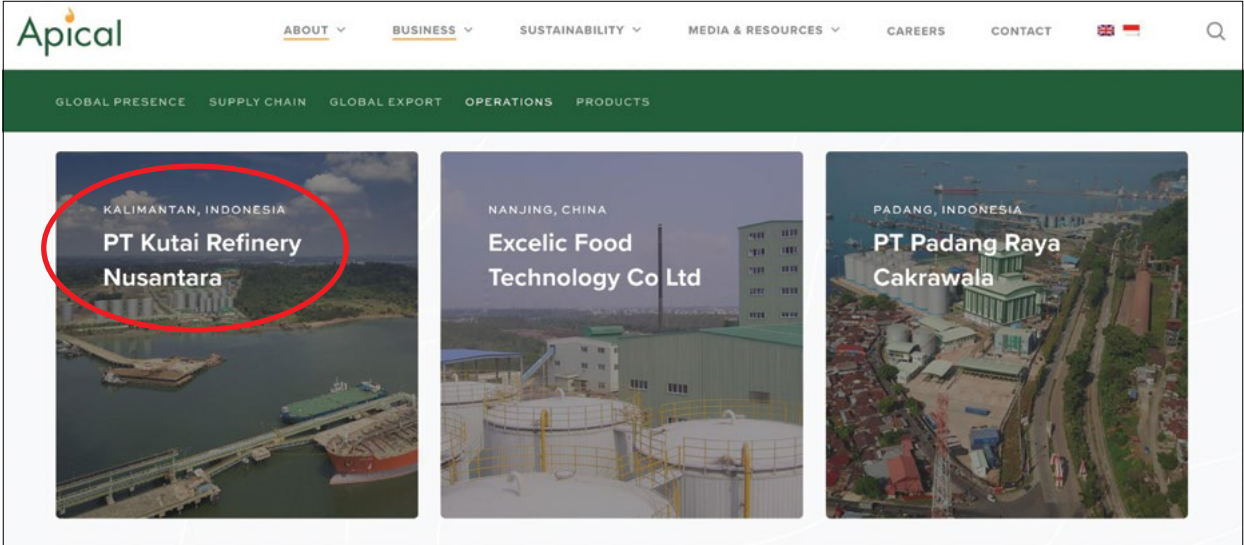 Apical
ABOUT BUSINESS SUSTAINABILITY MEDIA & RESOURCES CAREERS CONTACT
GLOBAL PRESENCE SUPPLY CHAIN GLOBAL EXPORT OPERATIONS PRODUCTS
KALIMANTAN, INDONESIA
PT Kutai Refinery
Nusantara
NANJING, CHINA
Excelic Food
Technology Co Ltd
PADANG, INDONESIA
PT Padang Raya
Cakrawala